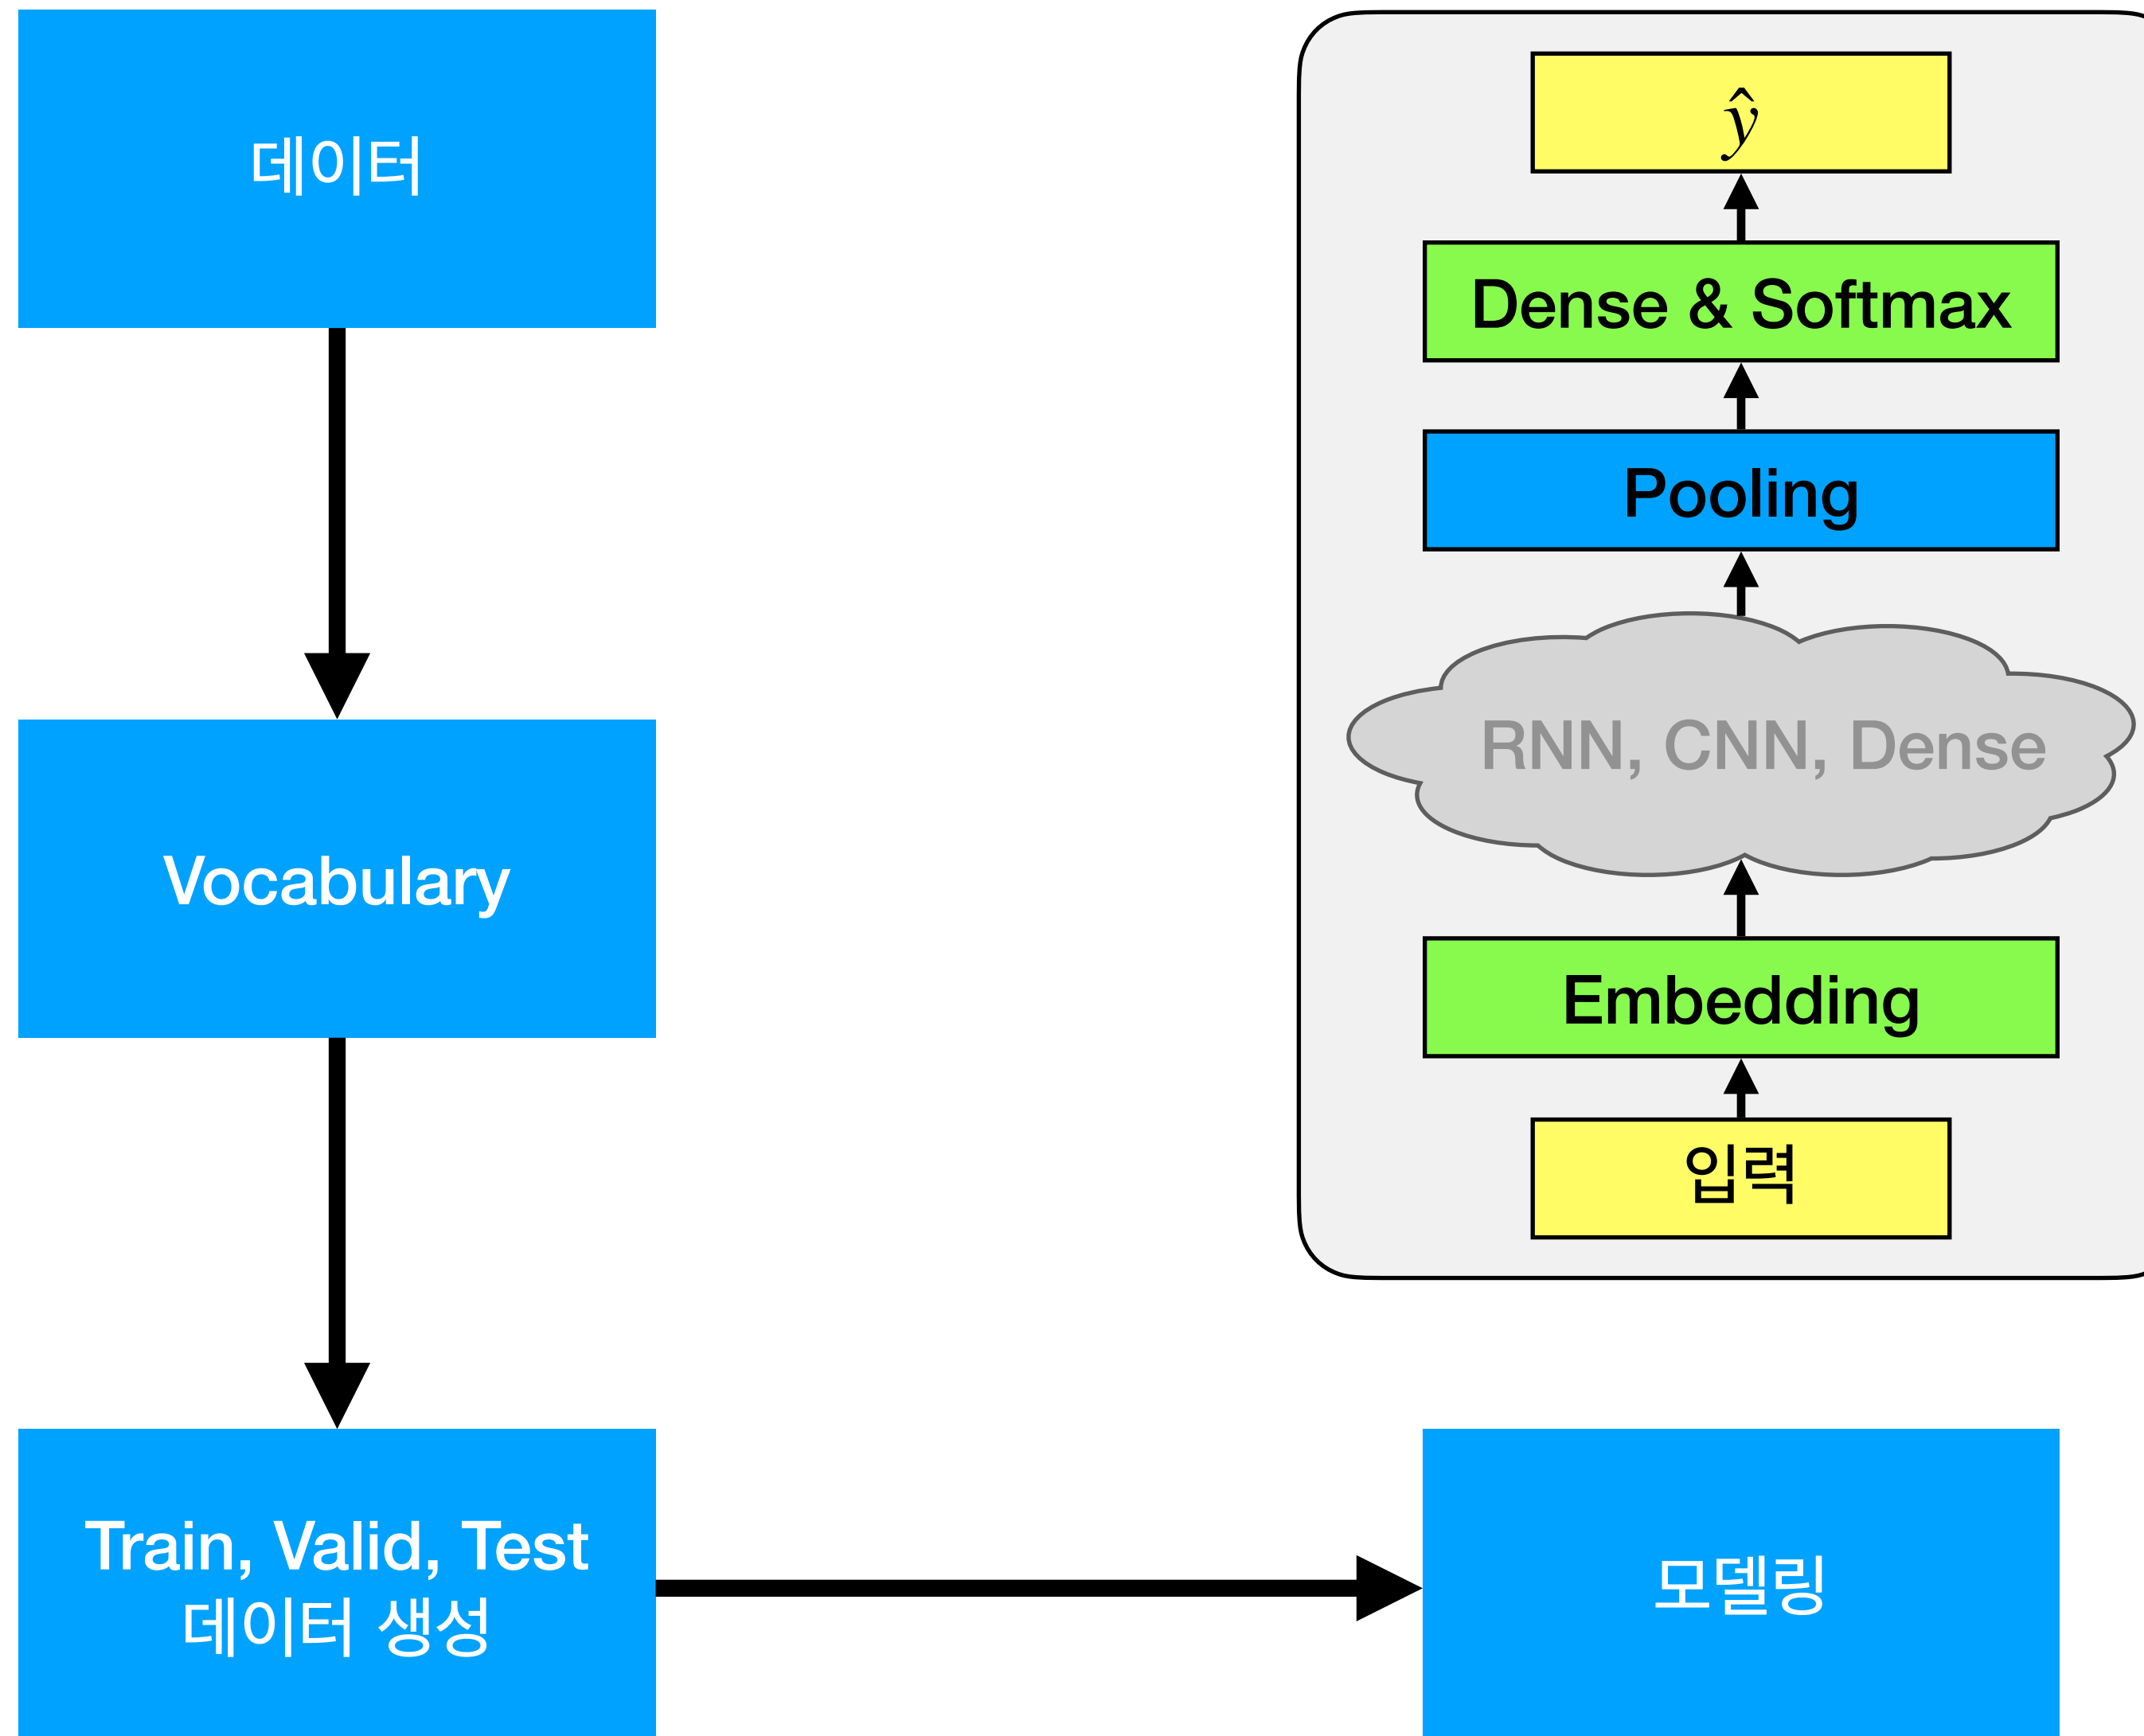 데이터
Vocabulary
Train, Valid, Test
데이터 생성
ŷ
Dense & Softmax
Pooling
RNN, CNN, Dense
Embedding
입력
모델링